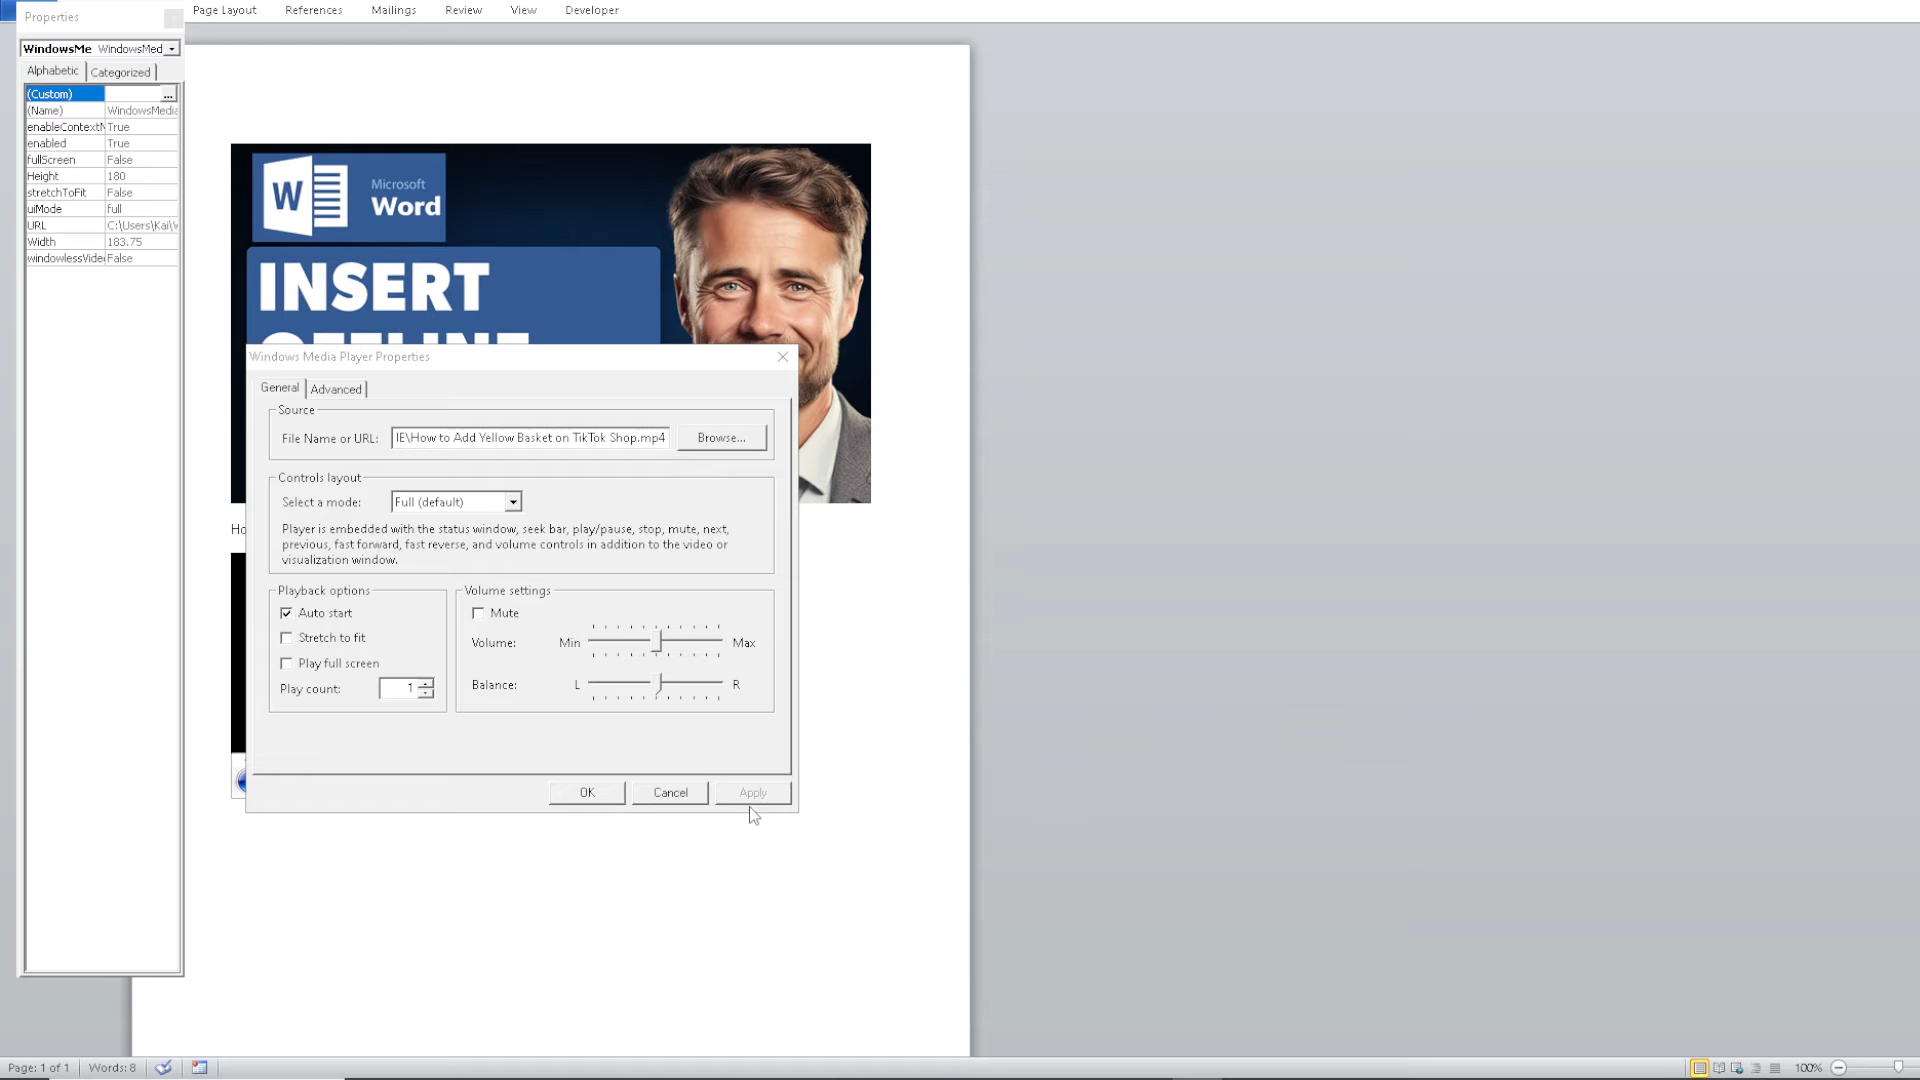 Page Layout References Mailings Review View Developer
Properties
WindowsMe WindowsMed
Alphabetic Categorized
(Custom) ...
(Name) WindowsMedia
enableContextM True
enabled True
fullScreen False
Height 180
stretchToFit False
uiMode full
URL C:\Users\Kai\V
Width 183.75
windowlessVide False
W
Microsoft
Word
INSERT
OFFLINE
Windows Media Player Properties
General Advanced
Source
File Name or URL: IE\How to Add Yellow Basket on TikTok Shop.mp4 Browse...
Controls layout
Select a mode: Full (default)
Player is embedded with the status window, seek bar, play/pause, stop, mute, next,
previous, fast forward, fast reverse, and volume controls in addition to the video or
visualization window.
Playback options
Auto start
Stretch to fit
Play full screen
Play count: 1
Volume settings
Mute
Volume: Min Max
Balance: L R
Ho
OK Cancel Apply
Page: 1 of 1 Words: 8 100%